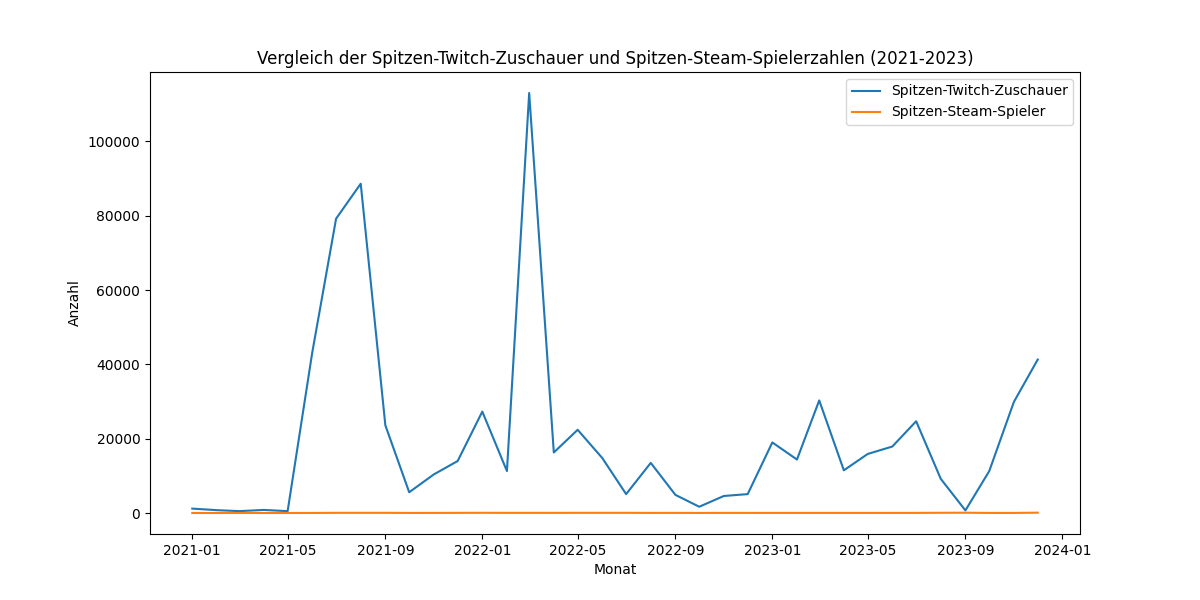 Vergleich der Spitzen-Twitch-Zuschauer und Spitzen-Steam-Spielerzahlen (2021-2023)
Spitzen-Twitch-Zuschauer
Spitzen-Steam-Spieler
Anzahl
100000
80000
60000
40000
20000
0
2021-01 2021-05 2021-09 2022-01 2022-05 2022-09 2023-01 2023-05 2023-09 2024-01
Monat